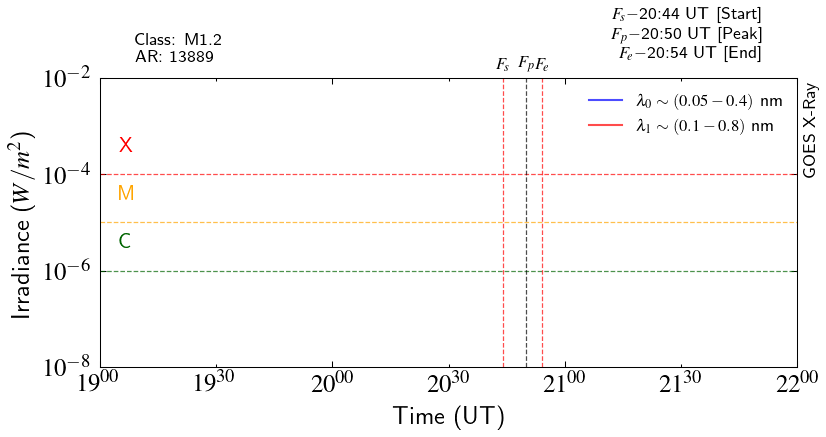 Class: M1.2
AR: 13889
Fₛ−20:44 UT [Start]
Fₚ−20:50 UT [Peak]
Fₑ−20:54 UT [End]
Fₛ Fₚ Fₑ
λ₀ ∼ (0.05 − 0.4) nm
λ₁ ∼ (0.1 − 0.8) nm
GOES X-Ray
Irradiance (W/m²)
10⁻²
10⁻⁴
10⁻⁶
10⁻⁸
X
M
C
19⁰⁰ 19³⁰ 20⁰⁰ 20³⁰ 21⁰⁰ 21³⁰ 22⁰⁰
Time (UT)